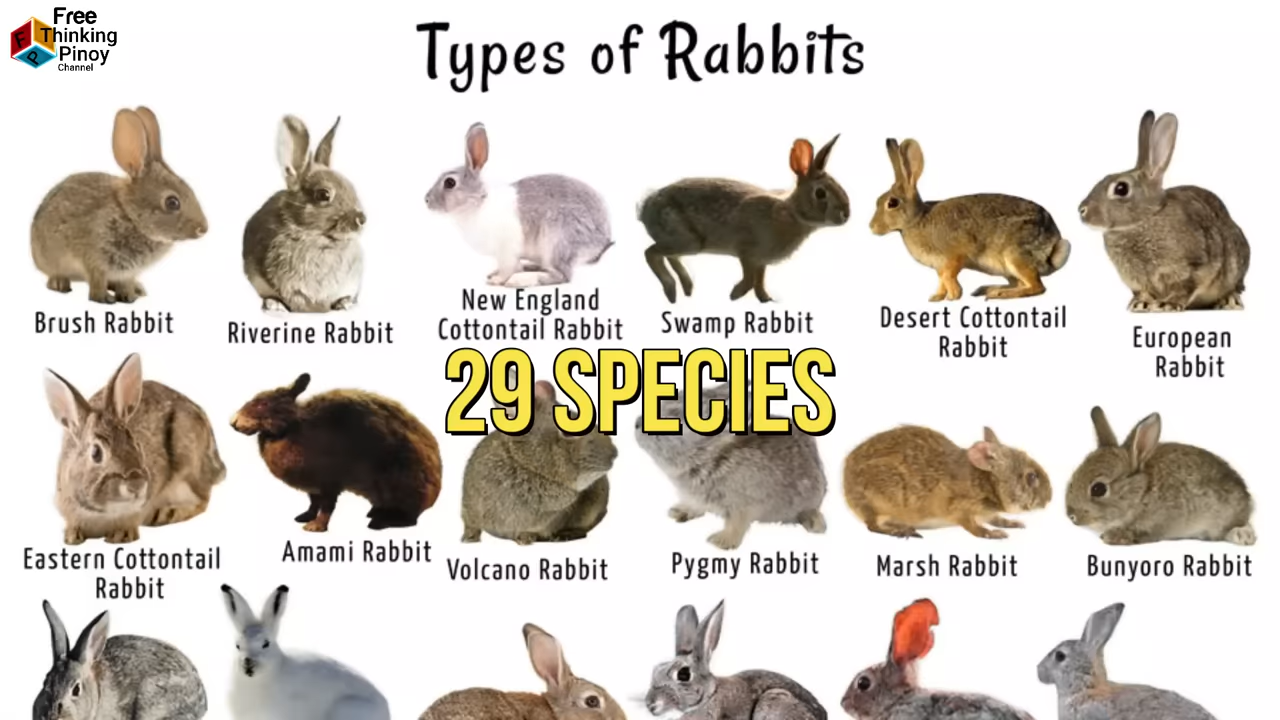 Free
Thinking
Pinoy
Channel
F
P
Types of Rabbits
Brush Rabbit
Riverine Rabbit
New England
Cottontail Rabbit
Swamp Rabbit
Desert Cottontail
Rabbit
European
Rabbit
29 SPECIES
Eastern Cottontail
Rabbit
Amami Rabbit
Volcano Rabbit
Pygmy Rabbit
Marsh Rabbit
Bunyoro Rabbit